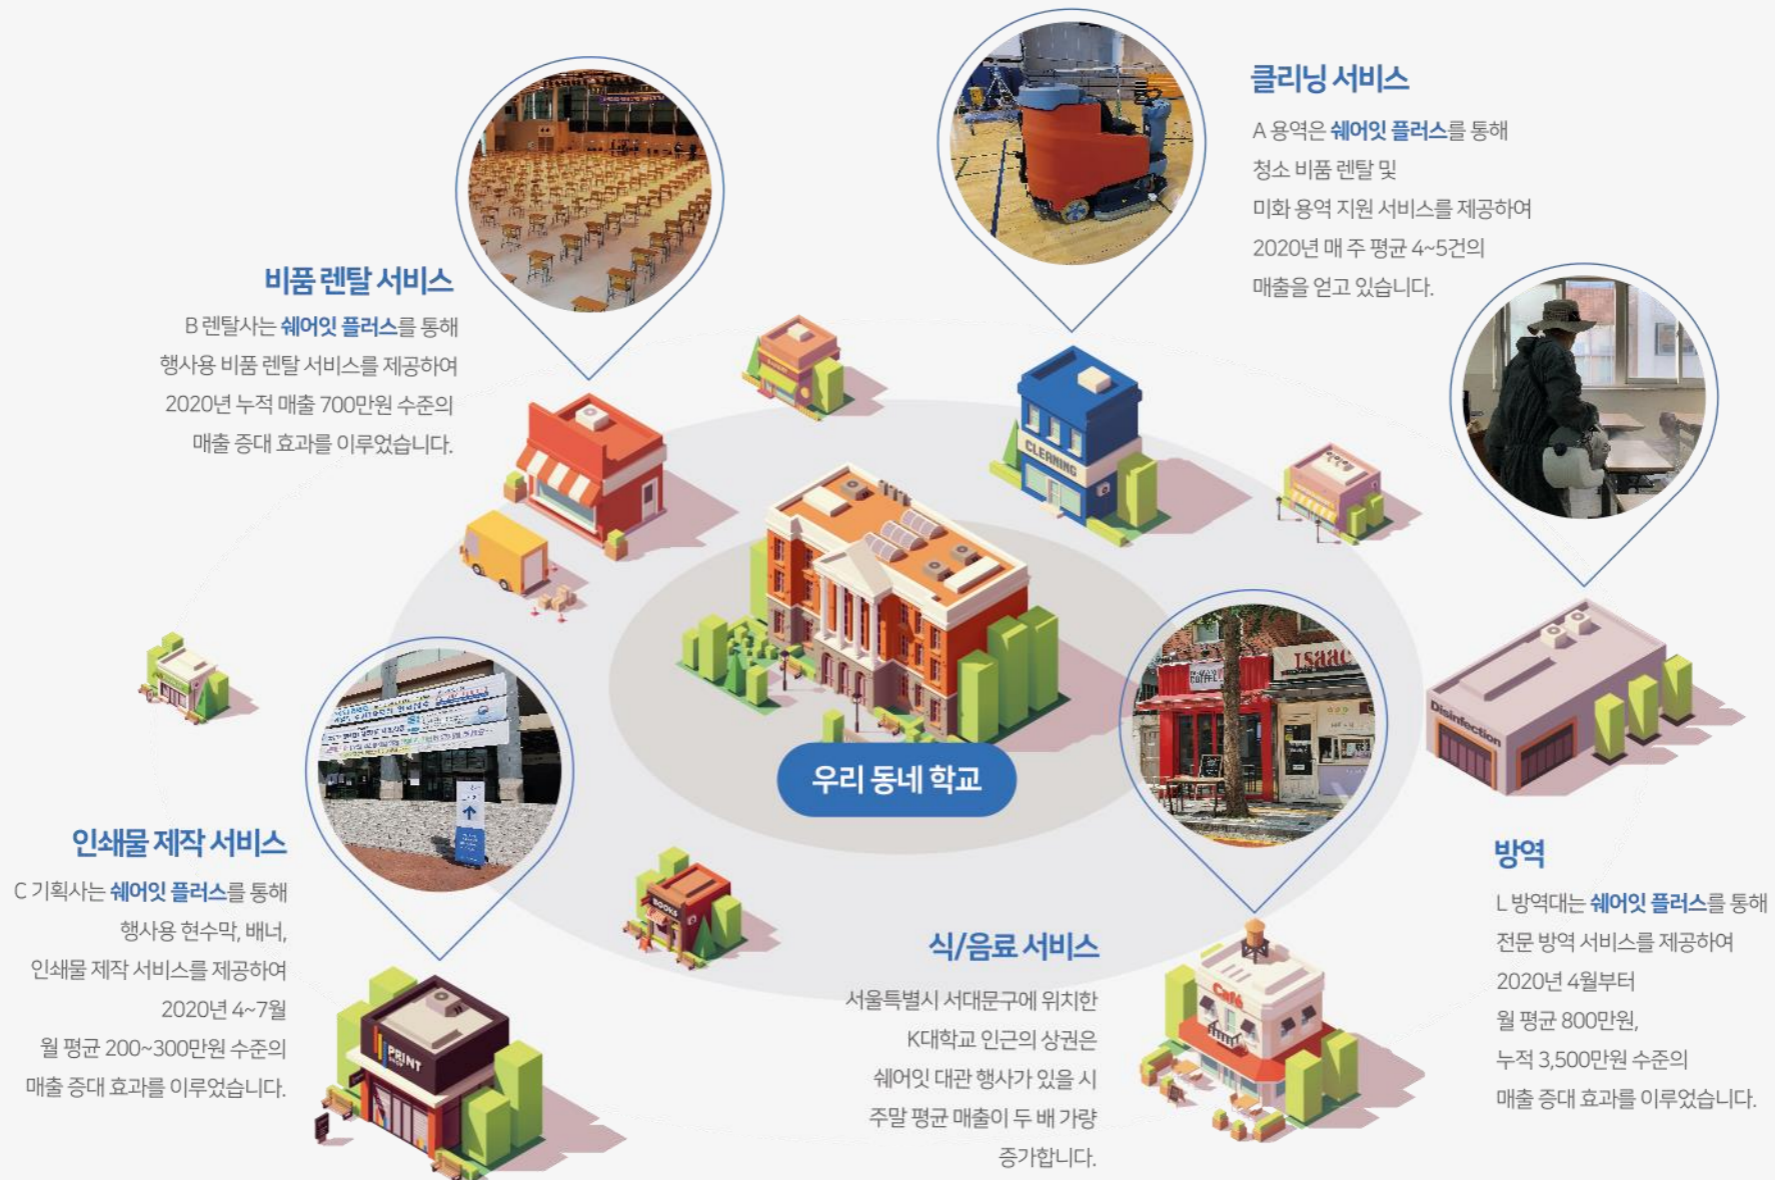 클리닝 서비스
A 용역은 쉐어잇 플러스를 통해
청소 비품 렌탈 및
미화 용역 지원 서비스를 제공하여
2020년 매 주 평균 4~5건의
매출을 얻고 있습니다.
비품 렌탈 서비스
B 렌탈사는 쉐어잇 플러스를 통해
행사용 비품 렌탈 서비스를 제공하여
2020년 누적 매출 700만원 수준의
매출 증대 효과를 이루었습니다.
CLEANING
우리 동네 학교
COFFEE
ISAAC
Disinfection
인쇄물 제작 서비스
C 기획사는 쉐어잇 플러스를 통해
행사용 현수막, 배너,
인쇄물 제작 서비스를 제공하여
2020년 4~7월
월 평균 200~300만원 수준의
매출 증대 효과를 이루었습니다.
PRINT
BOOKS
식/음료 서비스
서울특별시 서대문구에 위치한
K대학교 인근의 상권은
쉐어잇 대관 행사가 있을 시
주말 평균 매출이 두 배 가량
증가합니다.
Café
방역
L 방역대는 쉐어잇 플러스를 통해
전문 방역 서비스를 제공하여
2020년 4월부터
월 평균 800만원,
누적 3,500만원 수준의
매출 증대 효과를 이루었습니다.